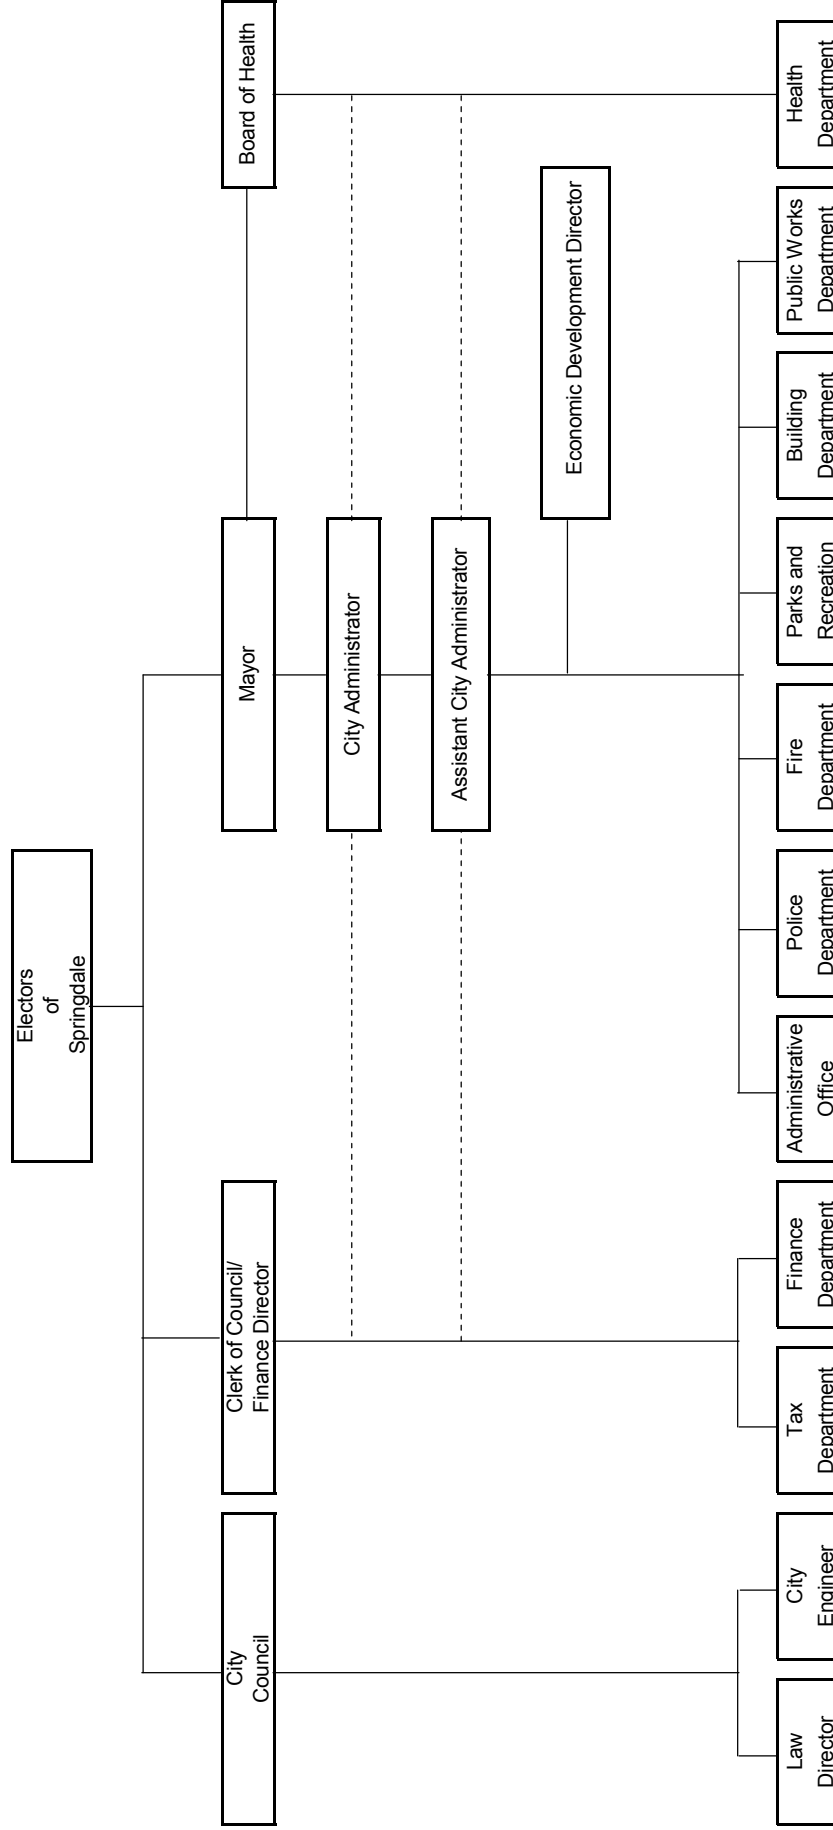 Electors
of
Springdale
City
Council
Clerk of Council/
Finance Director
Mayor
Board of Health
City Administrator
Assistant City Administrator
Economic Development Director
Law
Director
City
Engineer
Tax
Department
Finance
Department
Administrative
Office
Police
Department
Fire
Department
Parks and
Recreation
Building
Department
Public Works
Department
Health
Department